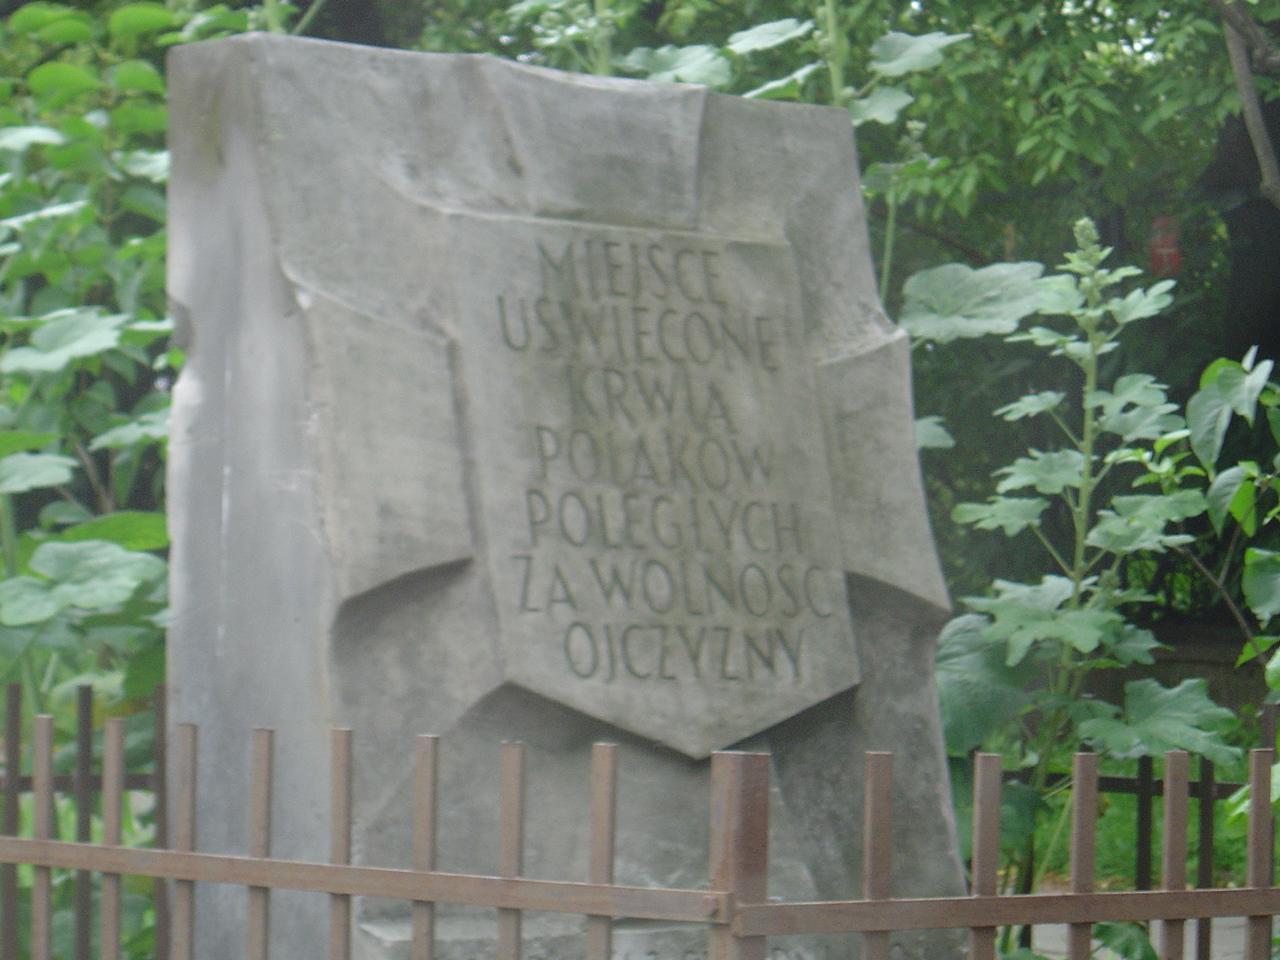 MIEJSCE
UŚWIĘCONE
KRWIĄ
POLAKÓW
POLEGŁYCH
ZA WOLNOŚĆ
OJCZYZNY